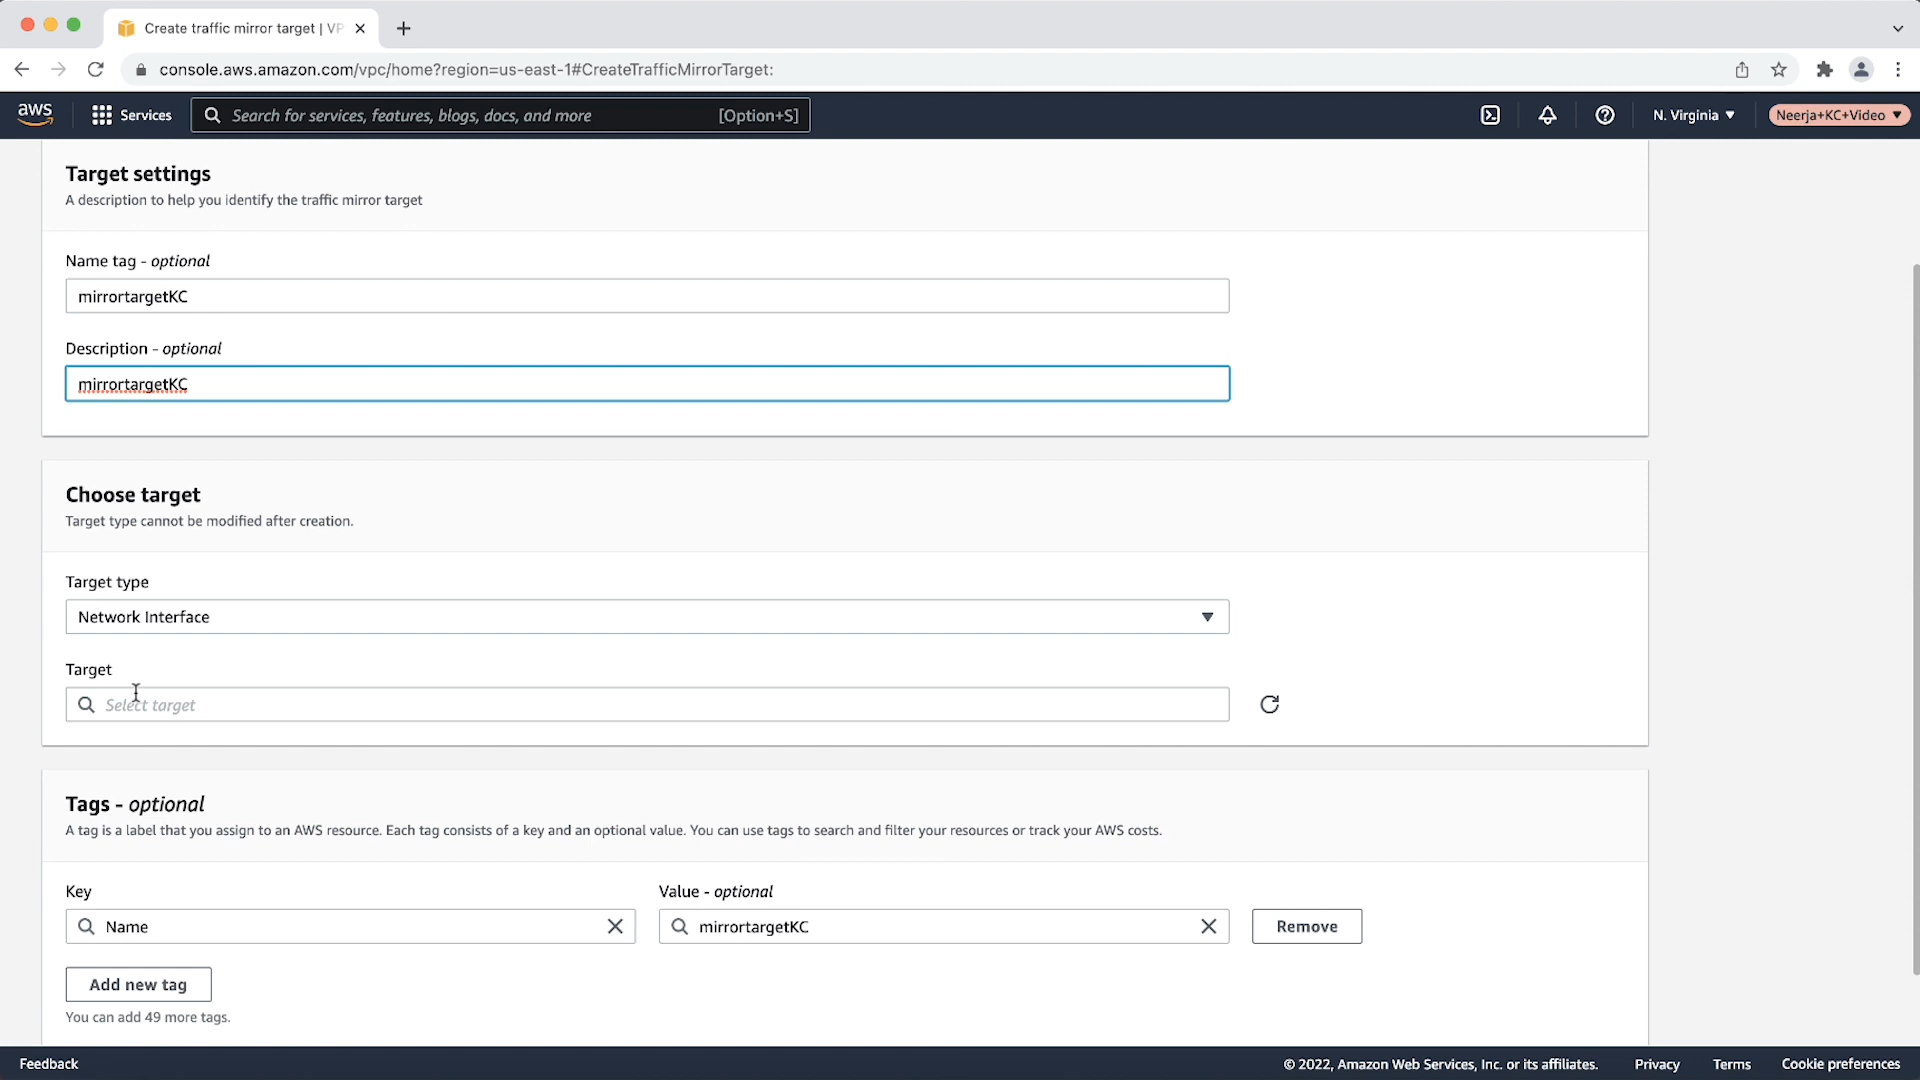 Create traffic mirror target | VP
console.aws.amazon.com/vpc/home?region=us-east-1#CreateTrafficMirrorTarget:
aws
Services
Search for services, features, blogs, docs, and more
[Option+S]
N. Virginia
Neerja+KC+Video
Target settings
A description to help you identify the traffic mirror target
Name tag - optional
mirrortargetKC
Description - optional
mirrortargetKC
Choose target
Target type cannot be modified after creation.
Target type
Network Interface
Target
Select target
Tags - optional
A tag is a label that you assign to an AWS resource. Each tag consists of a key and an optional value. You can use tags to search and filter your resources or track your AWS costs.
Key
Value - optional
Name
mirrortargetKC
Remove
Add new tag
You can add 49 more tags.
Feedback
© 2022, Amazon Web Services, Inc. or its affiliates.
Privacy
Terms
Cookie preferences